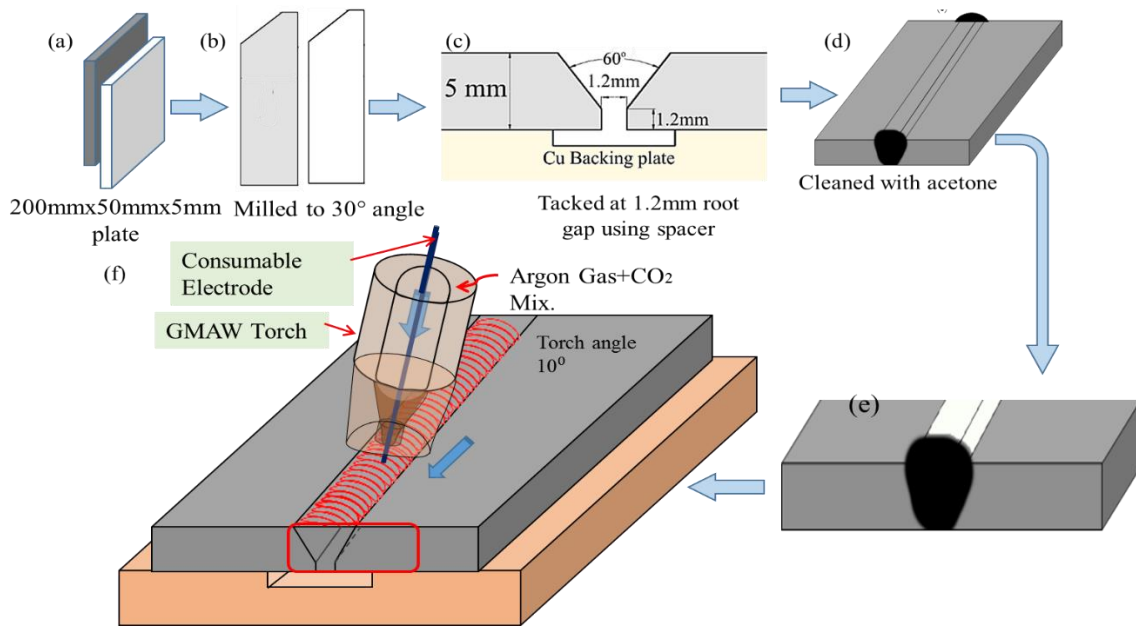 (a)
(b)
(c)
(d)
60°
1.2mm
5 mm
1.2mm
Cu Backing plate
200mmx50mmx5mm
plate
Milled to 30° angle
Tacked at 1.2mm root
gap using spacer
Cleaned with acetone
(e)
(f)
Consumable
Electrode
GMAW Torch
Argon Gas+CO₂
Mix.
Torch angle
10⁰